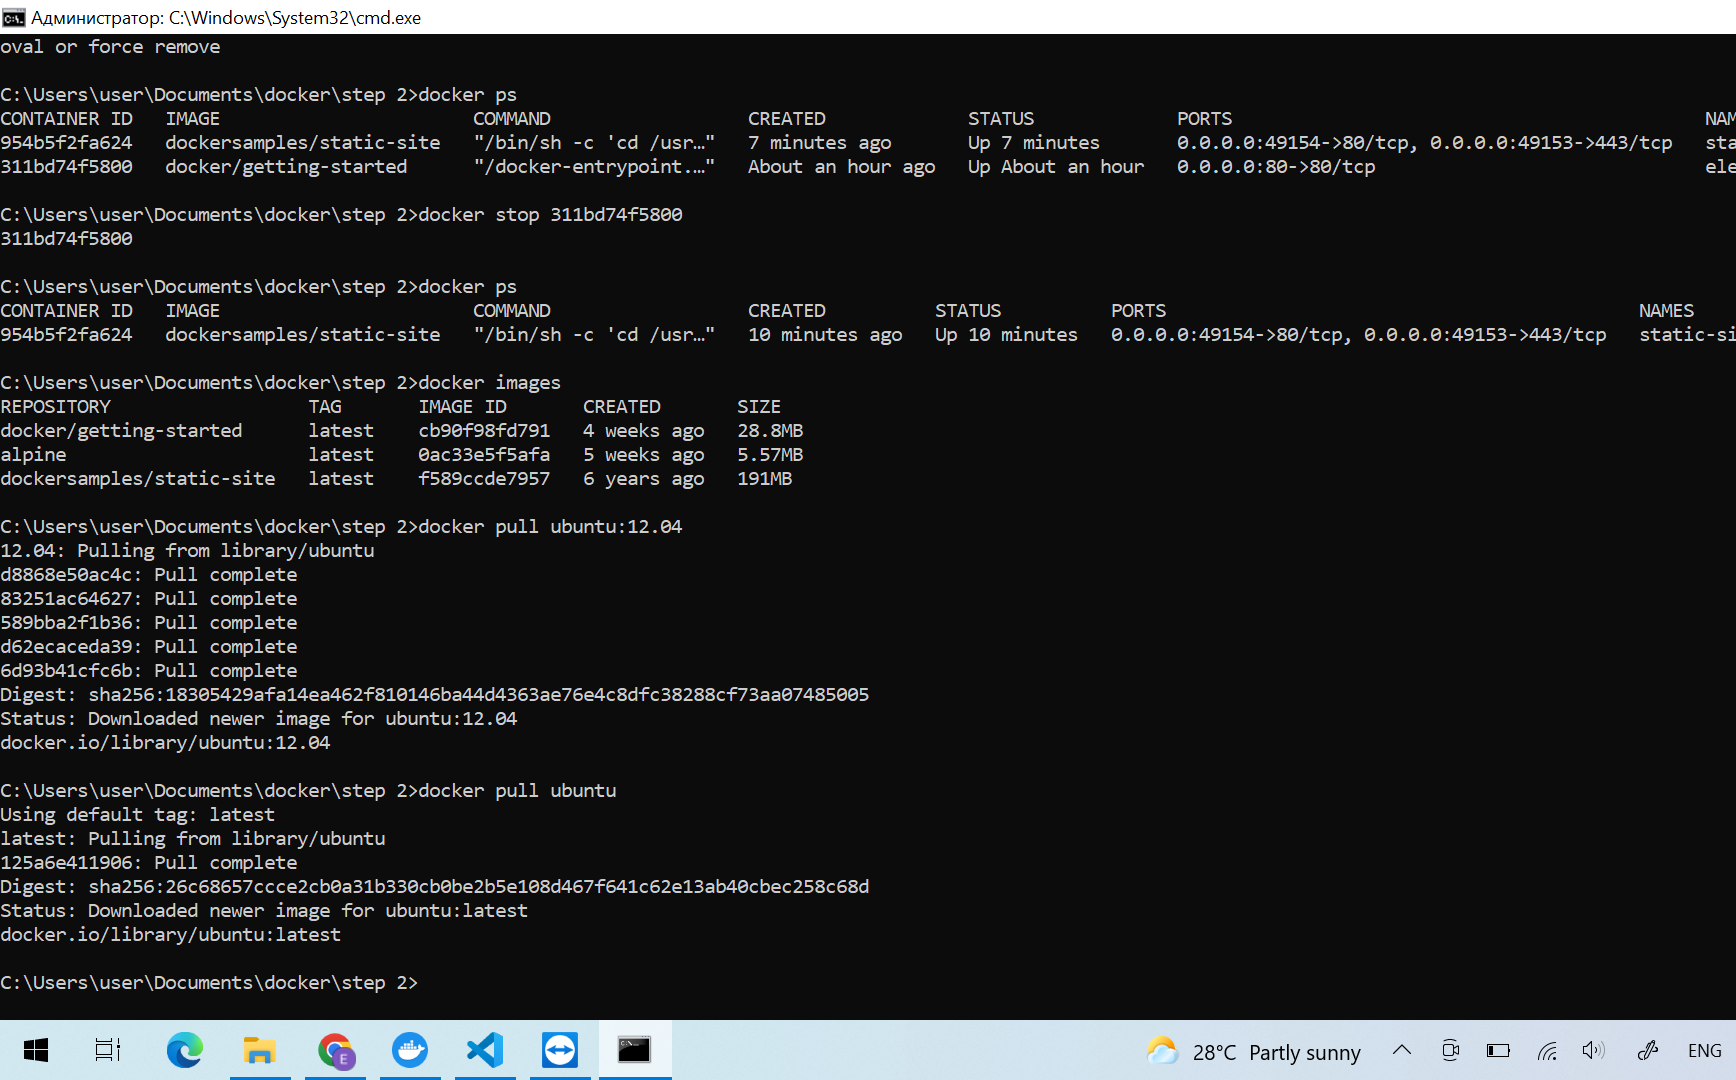 Администратор: C:\Windows\System32\cmd.exe
oval or force remove
C:\Users\user\Documents\docker\step 2>docker ps
CONTAINER ID IMAGE COMMAND CREATED STATUS PORTS NAM
954b5f2fa624 dockersamples/static-site "/bin/sh -c 'cd /usr…" 7 minutes ago Up 7 minutes 0.0.0.0:49154->80/tcp, 0.0.0.0:49153->443/tcp sta
311bd74f5800 docker/getting-started "/docker-entrypoint.…" About an hour ago Up About an hour 0.0.0.0:80->80/tcp ele
C:\Users\user\Documents\docker\step 2>docker stop 311bd74f5800
311bd74f5800
C:\Users\user\Documents\docker\step 2>docker ps
CONTAINER ID IMAGE COMMAND CREATED STATUS PORTS NAMES
954b5f2fa624 dockersamples/static-site "/bin/sh -c 'cd /usr…" 10 minutes ago Up 10 minutes 0.0.0.0:49154->80/tcp, 0.0.0.0:49153->443/tcp static-si
C:\Users\user\Documents\docker\step 2>docker images
REPOSITORY TAG IMAGE ID CREATED SIZE
docker/getting-started latest cb90f98fd791 4 weeks ago 28.8MB
alpine latest 0ac33e5f5afa 5 weeks ago 5.57MB
dockersamples/static-site latest f589ccde7957 6 years ago 191MB
C:\Users\user\Documents\docker\step 2>docker pull ubuntu:12.04
12.04: Pulling from library/ubuntu
d8868e50ac4c: Pull complete
83251ac64627: Pull complete
589bba2f1b36: Pull complete
d62ecaceda39: Pull complete
6d93b41cfc6b: Pull complete
Digest: sha256:18305429afa14ea462f810146ba44d4363ae76e4c8dfc38288cf73aa07485005
Status: Downloaded newer image for ubuntu:12.04
docker.io/library/ubuntu:12.04
C:\Users\user\Documents\docker\step 2>docker pull ubuntu
Using default tag: latest
latest: Pulling from library/ubuntu
125a6e411906: Pull complete
Digest: sha256:26c68657ccce2cb0a31b330cb0be2b5e108d467f641c62e13ab40cbec258c68d
Status: Downloaded newer image for ubuntu:latest
docker.io/library/ubuntu:latest
C:\Users\user\Documents\docker\step 2>
E
28°C Partly sunny ENG